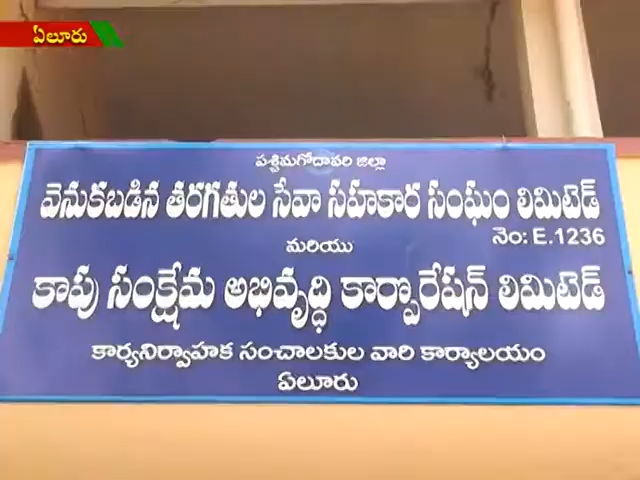 ఏలూరు
పశ్చిమగోదావరి జిల్లా
వెనుకబడిన తరగతుల సేవా సహకార సంఘం లిమిటెడ్
నెం: E.1236
మరియు
కాపు సంక్షేమ అభివృద్ధి కార్పొరేషన్ లిమిటెడ్
కార్యనిర్వాహక సంచాలకుల వారి కార్యాలయం
ఏలూరు